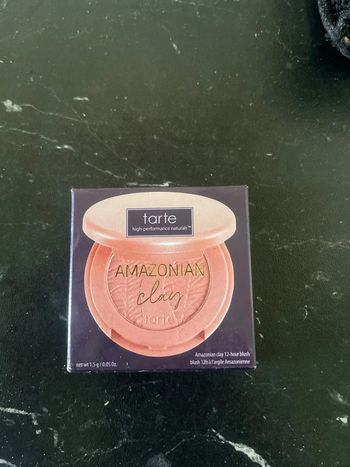 tarte
high-performance naturals™
AMAZONIAN
clay
tarte
Amazonian clay 12-hour blush
blush 12h à l'argile Amazonienne
net wt 1.5 g / 0.05 Oz.